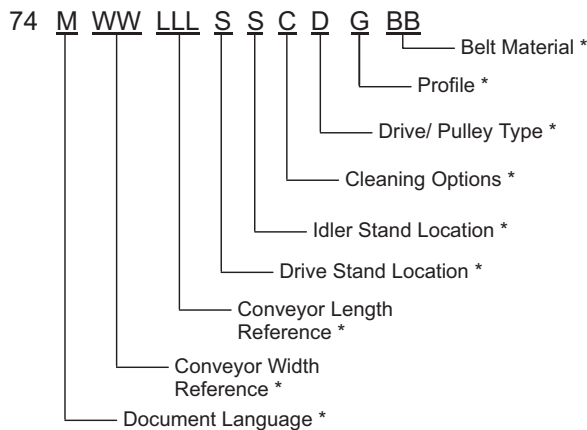 74 M WW LLL S S C D G BB
Belt Material *
Profile *
Drive/ Pulley Type *
Cleaning Options *
Idler Stand Location *
Drive Stand Location *
Conveyor Length
Reference *
Conveyor Width
Reference *
Document Language *